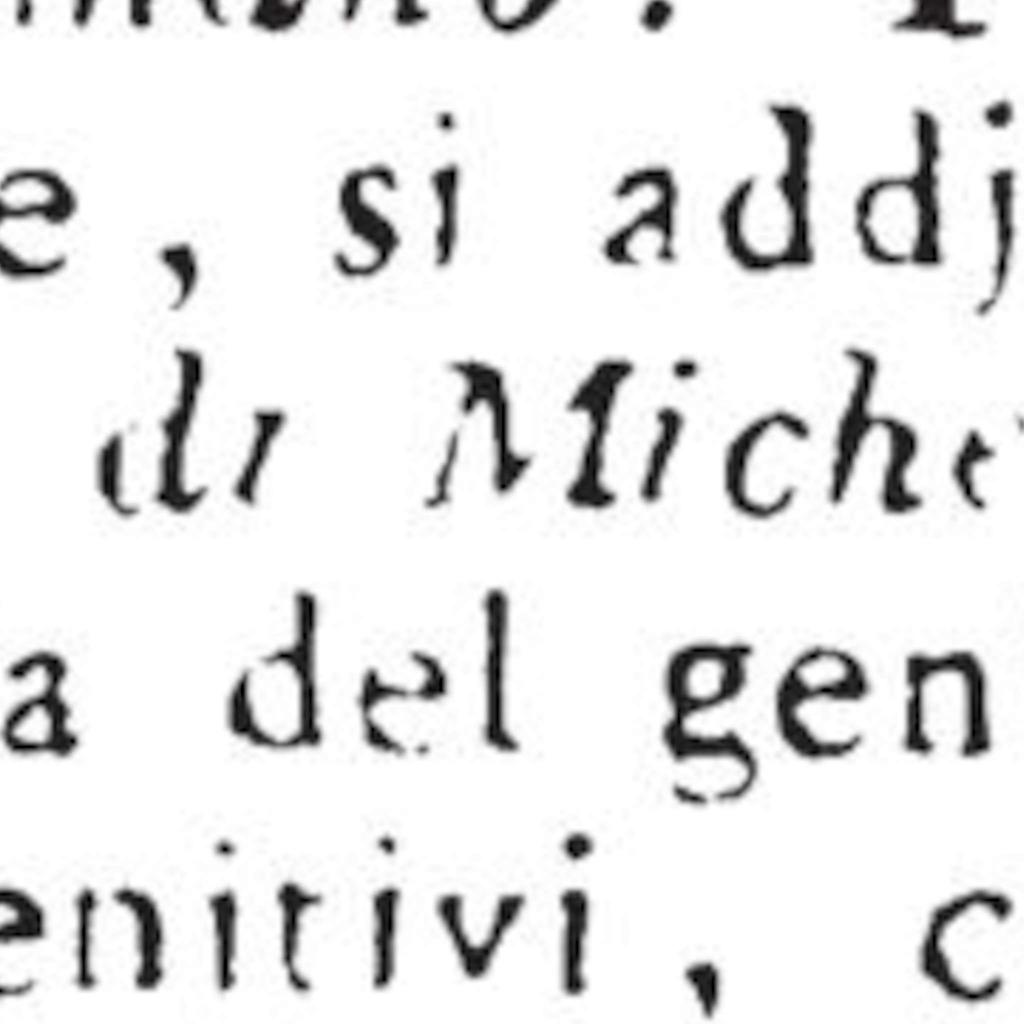 e, si addj
di Miche
a del gen
enitivi, c